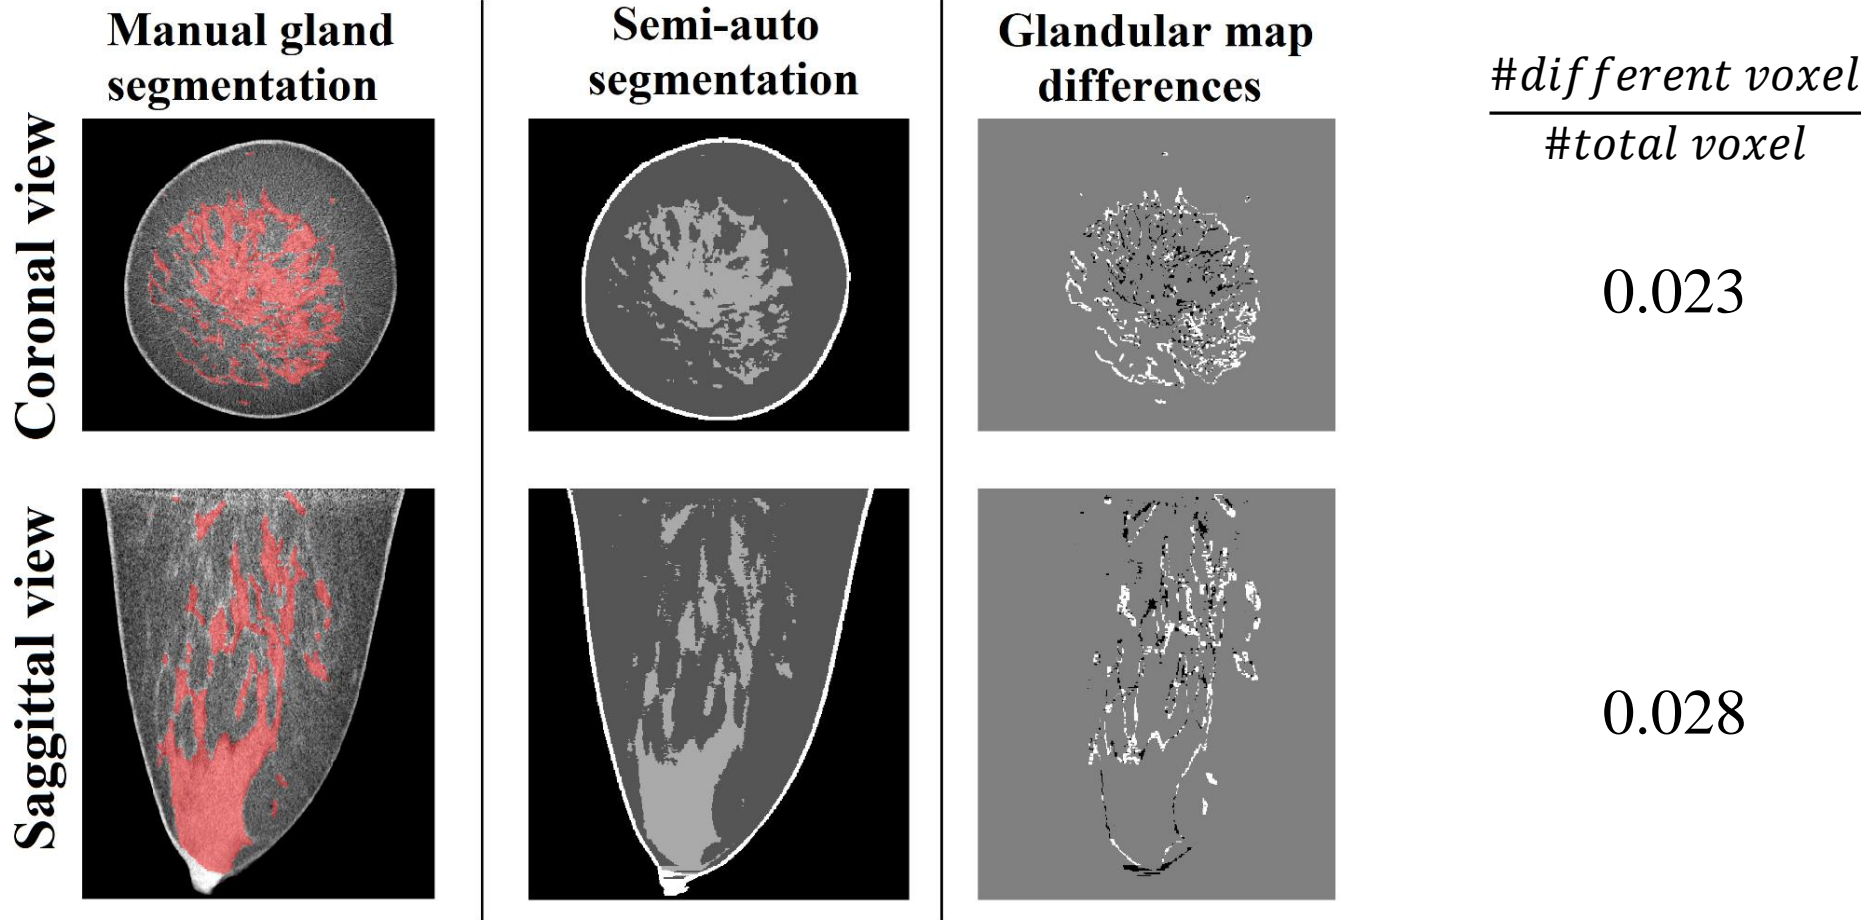 Manual gland
segmentation
Semi-auto
segmentation
Glandular map
differences
#different voxel
#total voxel
Coronal view
0.023
Saggittal view
0.028